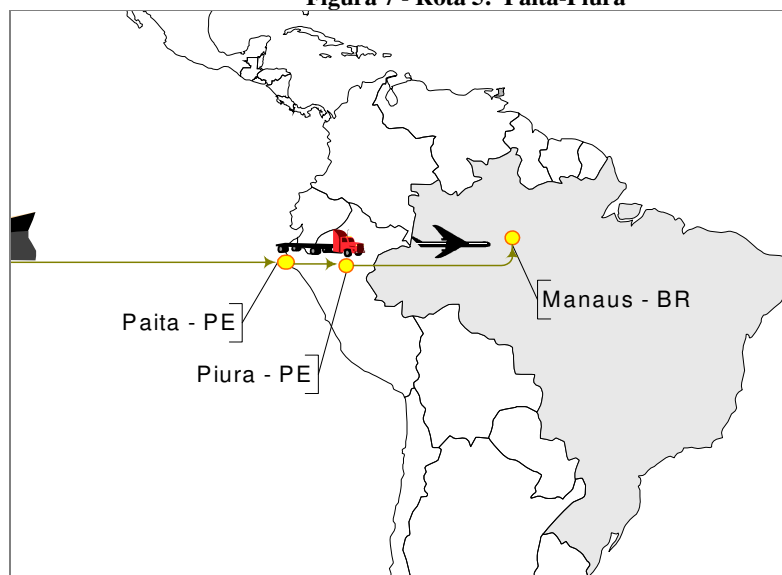 Figura 7 - Rota 5: Paita-Piura
Manaus - BR
Paita - PE
Piura - PE